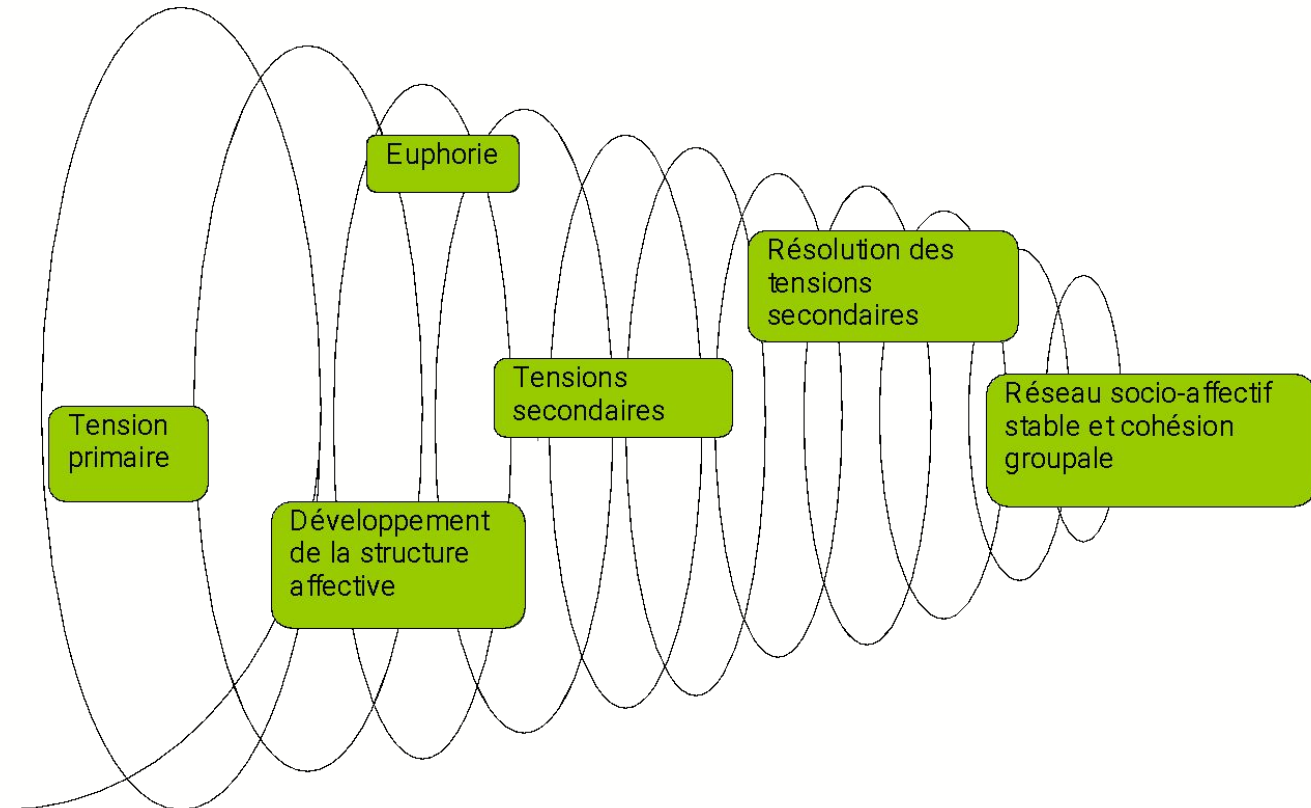 Tension
primaire
Développement
de la structure
affective
Euphorie
Tensions
secondaires
Résolution des
tensions
secondaires
Réseau socio-affectif
stable et cohésion
groupale